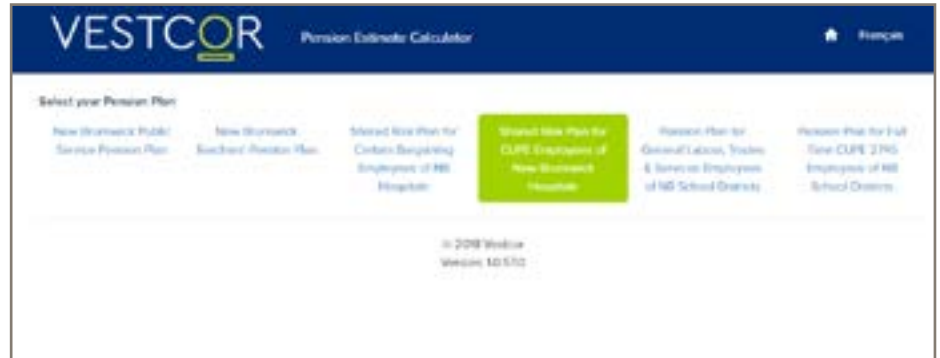 VESTCOR
Pension Estimate Calculator
Français
Select your Pension Plan
New Brunswick Public
Service Pension Plan
New Brunswick
Teachers' Pension Plan
Shared Risk Plan for
Certain Bargaining
Employees of NB
Hospitals
Shared Risk Plan for
CUPE Employees of
New Brunswick
Hospitals
Pension Plan for
General Labour, Trades
& Services Employees
of NB School Districts
Pension Plan for Full
Time CUPE 2745
Employees of NB
School Districts
© 2018 Vestcor
Version: